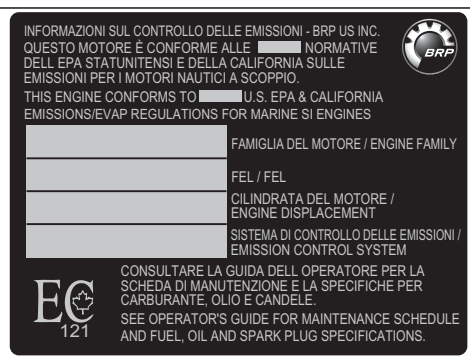 INFORMAZIONI SUL CONTROLLO DELLE EMISSIONI - BRP US INC.
QUESTO MOTORE È CONFORME ALLE NORMATIVE
DELL EPA STATUNITENSI E DELLA CALIFORNIA SULLE
EMISSIONI PER I MOTORI NAUTICI A SCOPPIO.
THIS ENGINE CONFORMS TO U.S. EPA & CALIFORNIA
EMISSIONS/EVAP REGULATIONS FOR MARINE SI ENGINES
BRP
FAMIGLIA DEL MOTORE / ENGINE FAMILY
FEL / FEL
CILINDRATA DEL MOTORE /
ENGINE DISPLACEMENT
SISTEMA DI CONTROLLO DELLE EMISSIONI /
EMISSION CONTROL SYSTEM
EC
121
CONSULTARE LA GUIDA DELL OPERATORE PER LA
SCHEDA DI MANUTENZIONE E LA SPECIFICHE PER
CARBURANTE, OLIO E CANDELE.
SEE OPERATOR'S GUIDE FOR MAINTENANCE SCHEDULE
AND FUEL, OIL AND SPARK PLUG SPECIFICATIONS.